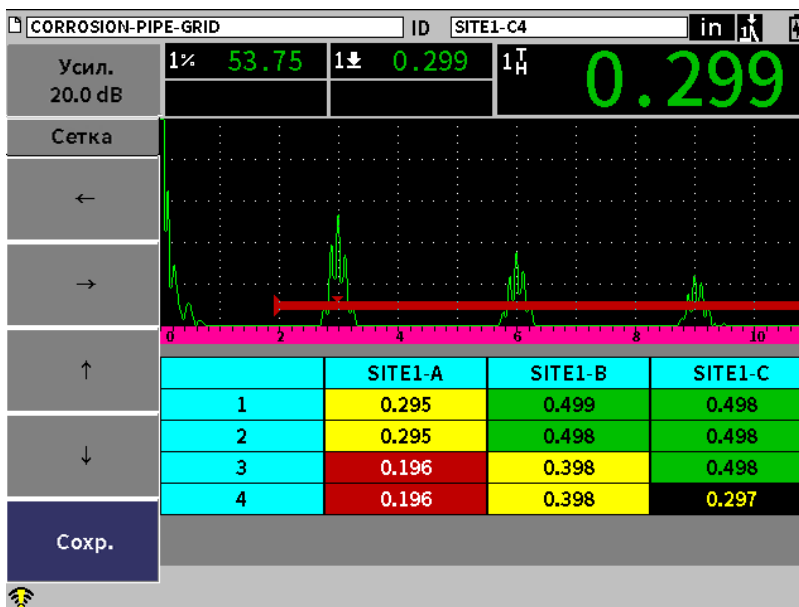 CORROSION-PIPE-GRID ID SITE1-C4 in
Усил.
20.0 dB
1% 53.75 1 0.299 1 TH 0.299
Сетка
←
→
↑
↓
Сохр.
0 2 4 6 8 10
SITE1-A SITE1-B SITE1-C
1 0.295 0.499 0.498
2 0.295 0.498 0.498
3 0.196 0.398 0.498
4 0.196 0.398 0.297